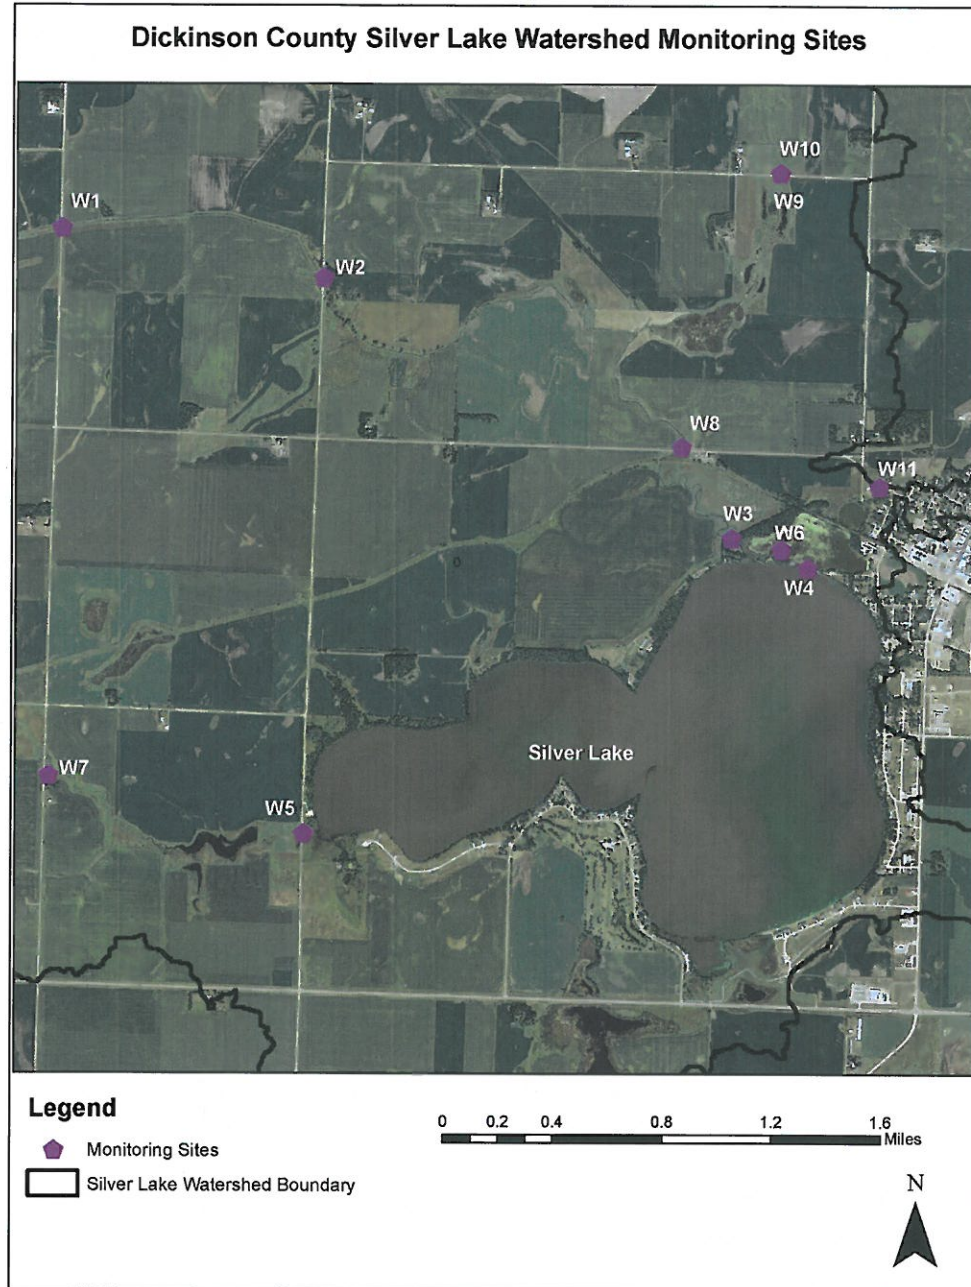 Dickinson County Silver Lake Watershed Monitoring Sites
W10
W1
W9
W2
W8
W11
W3
W6
W4
Silver Lake
W7
W5
Legend
Monitoring Sites
Silver Lake Watershed Boundary
0 0.2 0.4 0.8 1.2 1.6
Miles
N